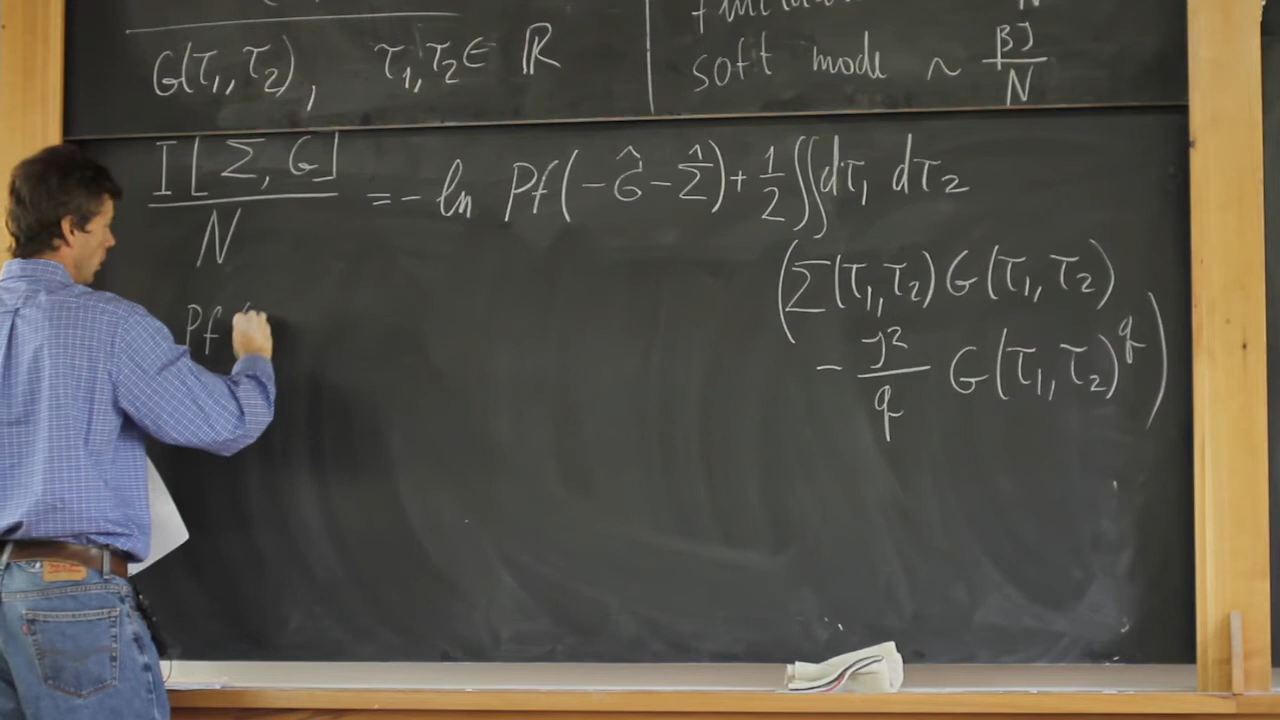 G(τ₁,τ₂), τ₁,τ₂ ∈ ℝ
N
soft mode ~ βJ/N
I[Σ,G]/N = - ln Pf(-Ĝ-Σ̂) + 1/2 ∬dτ₁ dτ₂
(Σ(τ₁,τ₂) G(τ₁,τ₂)
- J²/q G(τ₁,τ₂)^q)
Pf